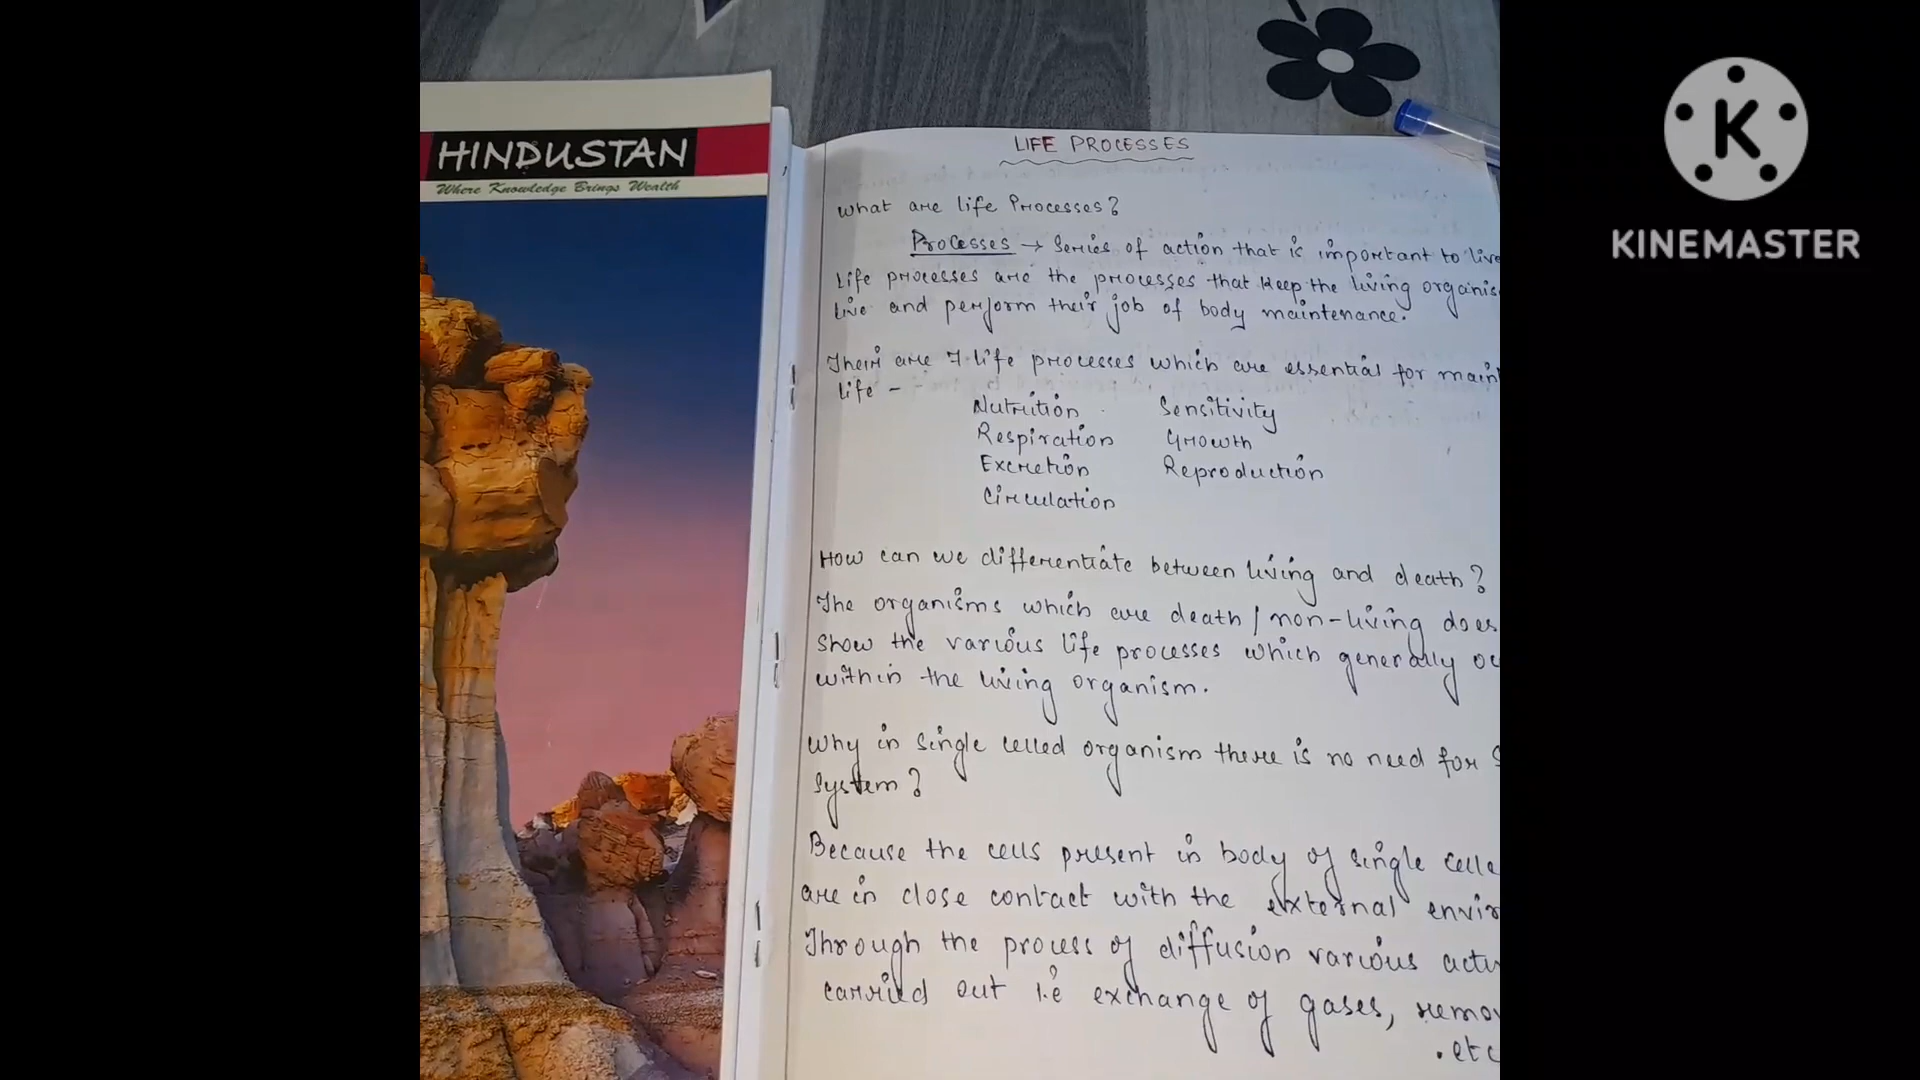 HINDUSTAN
Where Knowledge Brings Wealth
LIFE PROCESSES
What are life Processes?
Processes → Series of action that is important to live
Life processes are the processes that keep the living organis
live and perform their job of body maintenance.
Their are 7 life processes which are essential for main
life -
Nutrition Sensitivity
Respiration Growth
Excretion Reproduction
Circulation
How can we differentiate between living and death?
The organisms which are death/non-living does
show the various life processes which generally oc
within the living organism.
Why in single celled organism there is no need for S
system?
Because the cells present in body of single celle
are in close contact with the external envir
Through the process of diffusion various acti
carried out i.e exchange of gases, remov
.etc
K
KINEMASTER